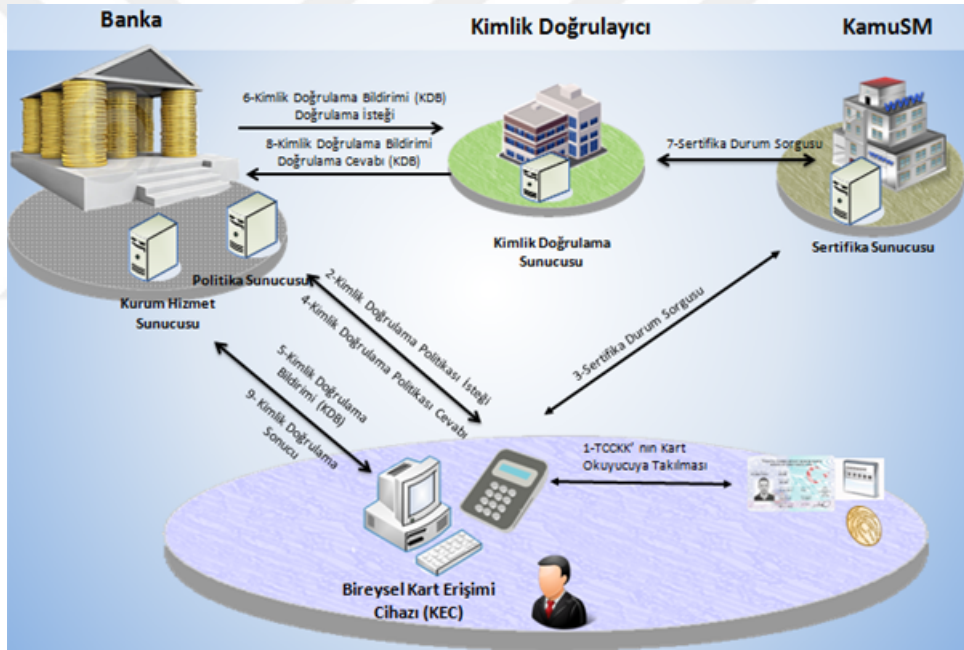 Banka
Kimlik Doğrulayıcı
KamuSM
6-Kimlik Doğrulama Bildirimi (KDB)
Doğrulama İsteği
8-Kimlik Doğrulama Bildirimi
Doğrulama Cevabı (KDB)
7-Sertifika Durum Sorgusu
Kimlik Doğrulama
Sunucusu
Sertifika Sunucusu
Politika Sunucusu
Kurum Hizmet
Sunucusu
2-Kimlik Doğrulama Politikası İsteği
4-Kimlik Doğrulama Politikası Cevabı
3-Sertifika Durum Sorgusu
5-Kimlik Doğrulama
Bildirimi (KDB)
9- Kimlik Doğrulama
Sonucu
1-TCCKK' nın Kart
Okuyucuya Takılması
Bireysel Kart Erişimi
Cihazı (KEC)